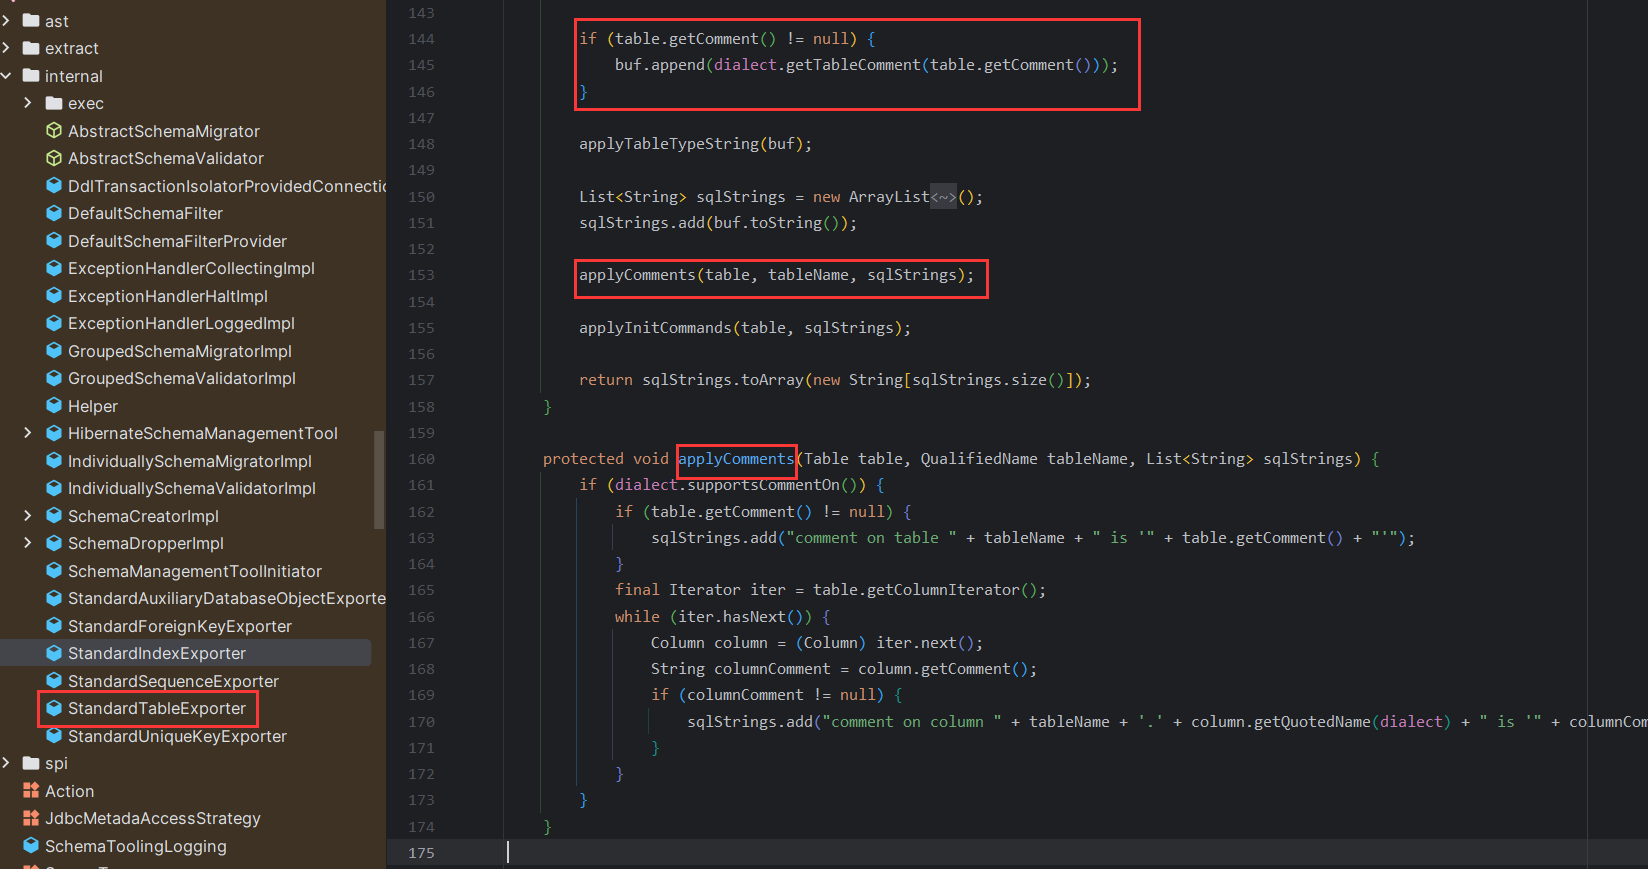 ast
extract
internal
exec
AbstractSchemaMigrator
AbstractSchemaValidator
DdlTransactionIsolatorProvidedConnectio
DefaultSchemaFilter
DefaultSchemaFilterProvider
ExceptionHandlerCollectingImpl
ExceptionHandlerHaltImpl
ExceptionHandlerLoggedImpl
GroupedSchemaMigratorImpl
GroupedSchemaValidatorImpl
Helper
HibernateSchemaManagementTool
IndividuallySchemaMigratorImpl
IndividuallySchemaValidatorImpl
SchemaCreatorImpl
SchemaDropperImpl
SchemaManagementToolInitiator
StandardAuxiliaryDatabaseObjectExporte
StandardForeignKeyExporter
StandardIndexExporter
StandardSequenceExporter
StandardTableExporter
StandardUniqueKeyExporter
spi
Action
JdbcMetadaAccessStrategy
SchemaToolingLogging
143
144 if (table.getComment() != null) {
145 buf.append(dialect.getTableComment(table.getComment()));
146 }
147
148 applyTableTypeString(buf);
149
150 List<String> sqlStrings = new ArrayList<~>();
151 sqlStrings.add(buf.toString());
152
153 applyComments(table, tableName, sqlStrings);
154
155 applyInitCommands(table, sqlStrings);
156
157 return sqlStrings.toArray(new String[sqlStrings.size()]);
158 }
159
160 protected void applyComments(Table table, QualifiedName tableName, List<String> sqlStrings) {
161 if (dialect.supportsCommentOn()) {
162 if (table.getComment() != null) {
163 sqlStrings.add("comment on table " + tableName + " is '" + table.getComment() + "'");
164 }
165 final Iterator iter = table.getColumnIterator();
166 while (iter.hasNext()) {
167 Column column = (Column) iter.next();
168 String columnComment = column.getComment();
169 if (columnComment != null) {
170 sqlStrings.add("comment on column " + tableName + '.' + column.getQuotedName(dialect) + " is '" + columnCom
171 }
172 }
173 }
174 }
175